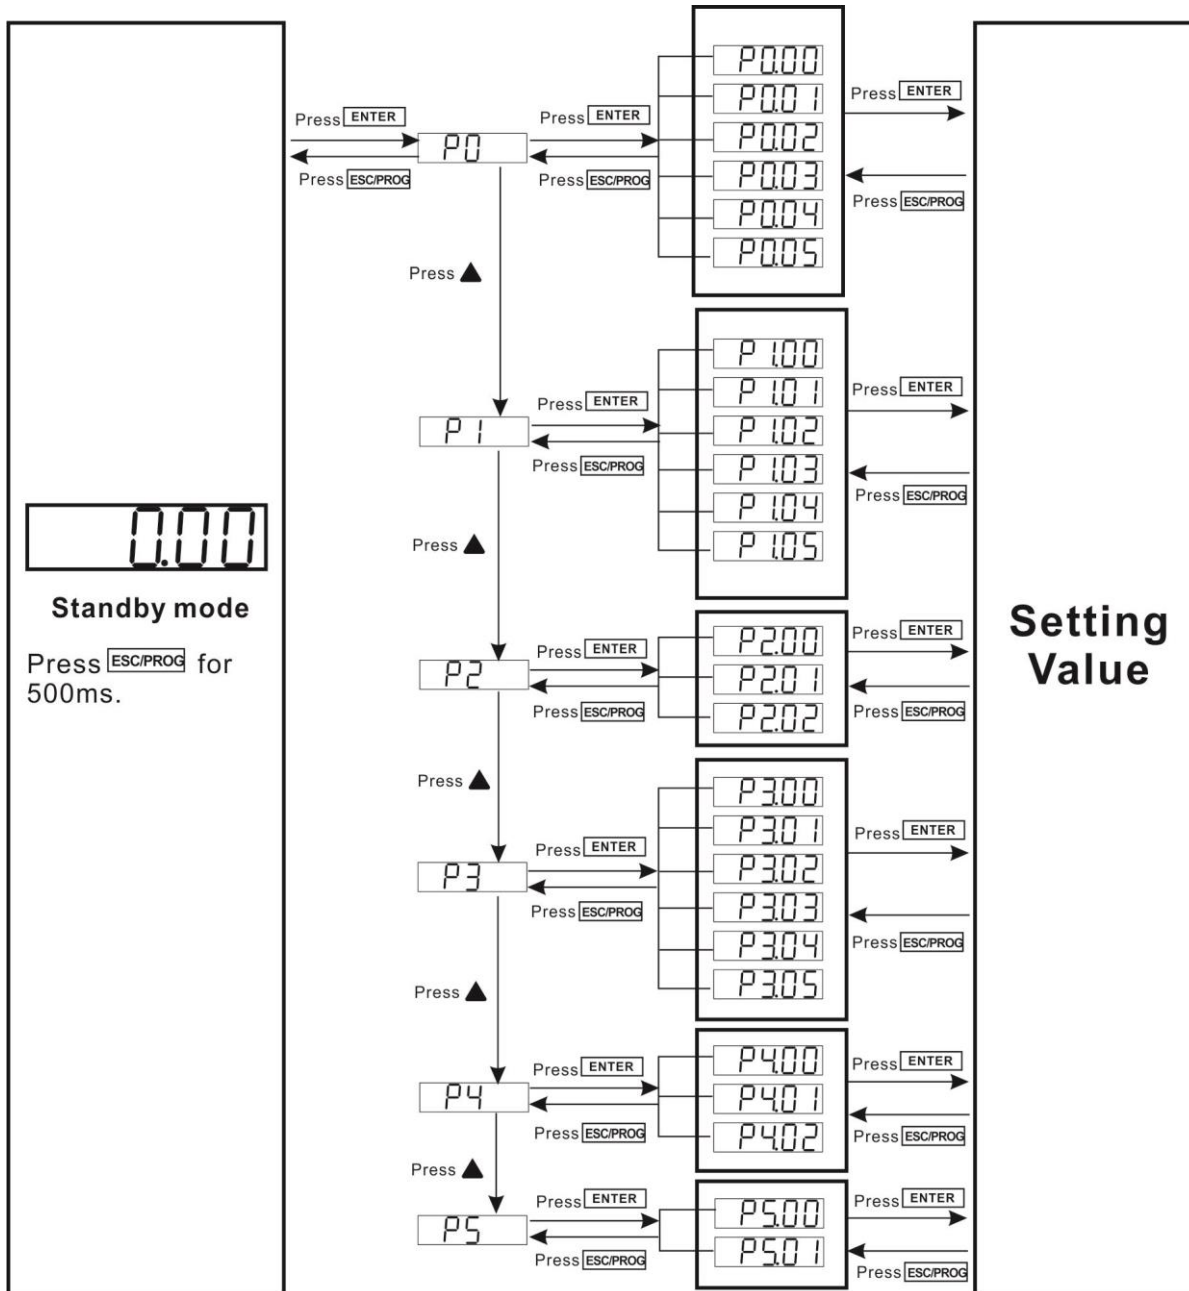 0.00
Standby mode
Press ESC/PROG for
500ms.
Press ENTER
Press ESC/PROG
P0
Press ENTER
Press ESC/PROG
P0.00
P0.01
P0.02
P0.03
P0.04
P0.05
Press ENTER
Press ESC/PROG
Press
P1
Press ENTER
Press ESC/PROG
P1.00
P1.01
P1.02
P1.03
P1.04
P1.05
Press ENTER
Press ESC/PROG
Press
P2
Press ENTER
Press ESC/PROG
P2.00
P2.01
P2.02
Press ENTER
Press ESC/PROG
Press
P3
Press ENTER
Press ESC/PROG
P3.00
P3.01
P3.02
P3.03
P3.04
P3.05
Press ENTER
Press ESC/PROG
Press
P4
Press ENTER
Press ESC/PROG
P4.00
P4.01
P4.02
Press ENTER
Press ESC/PROG
Press
P5
Press ENTER
Press ESC/PROG
P5.00
P5.01
Press ENTER
Press ESC/PROG
Setting
Value